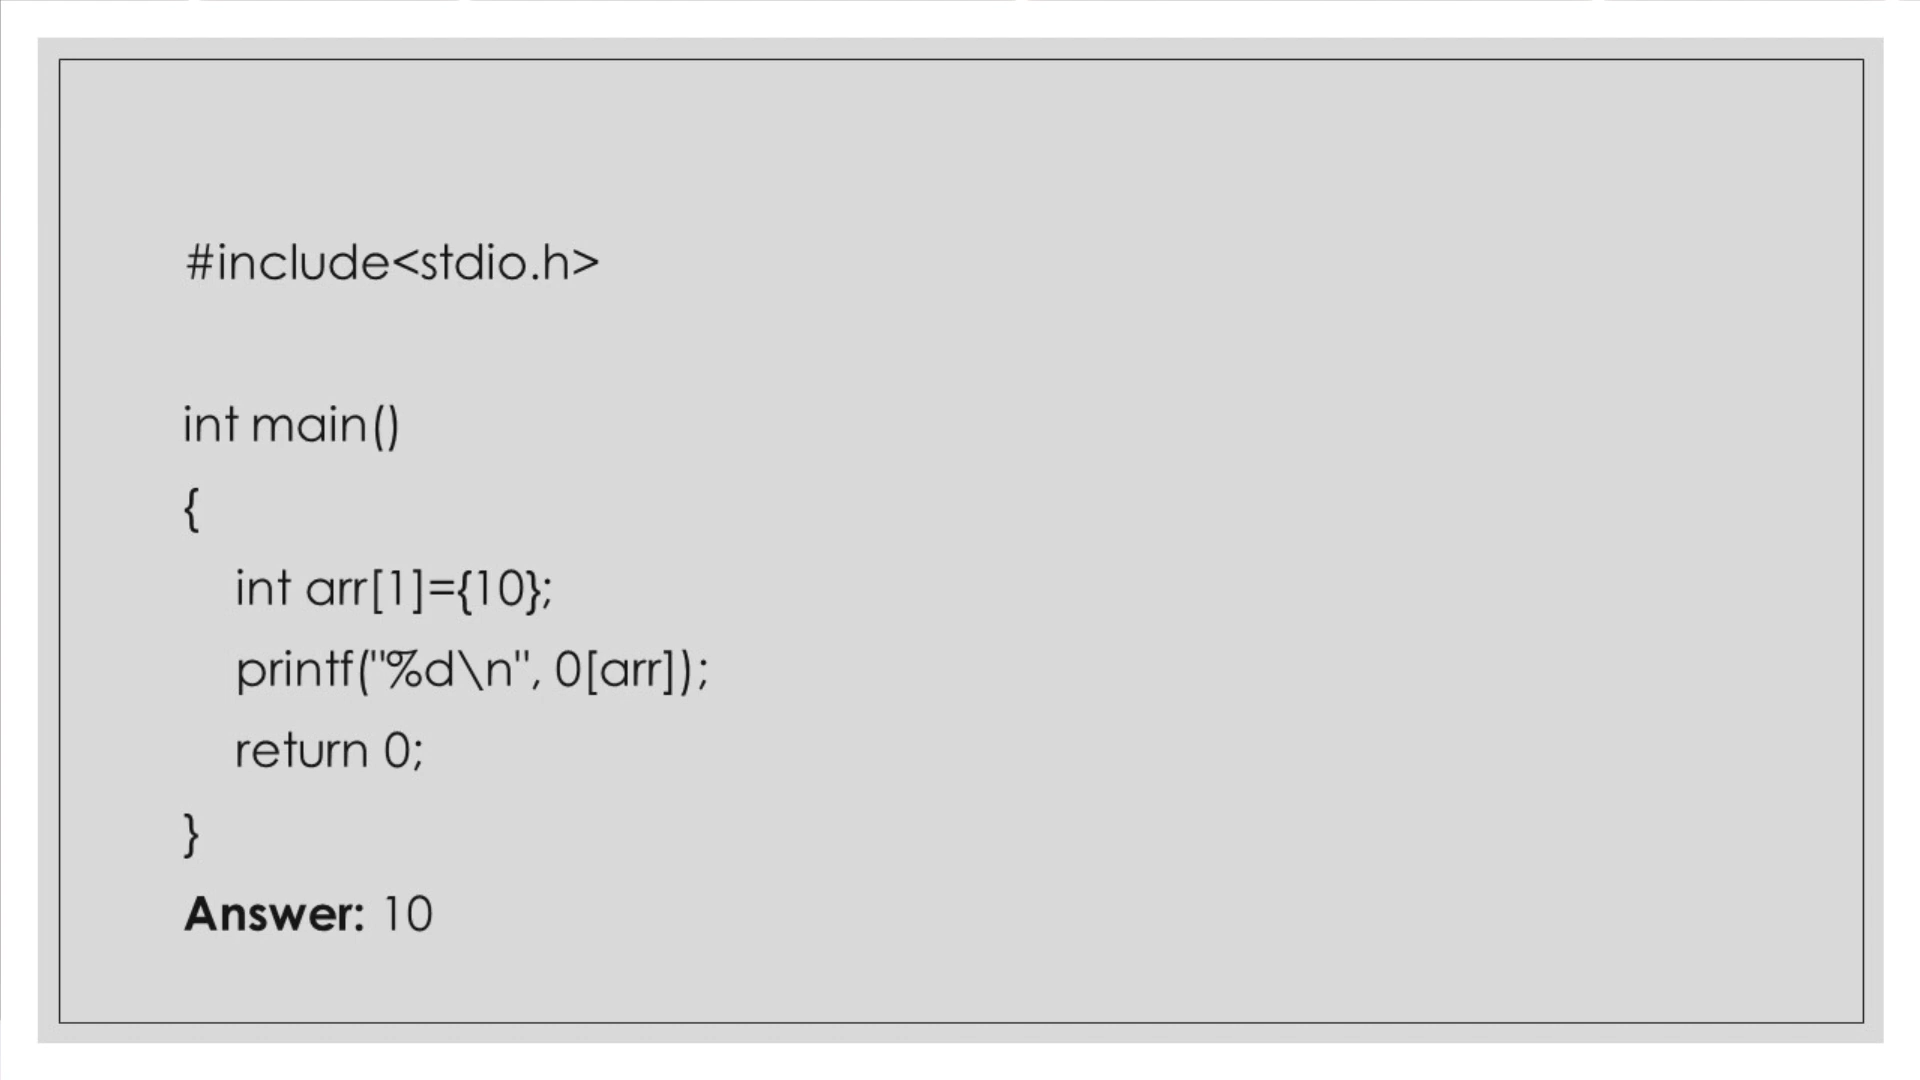 #include<stdio.h>
int main()
{
int arr[1]={10};
printf("%d\n", 0[arr]);
return 0;
}
Answer: 10